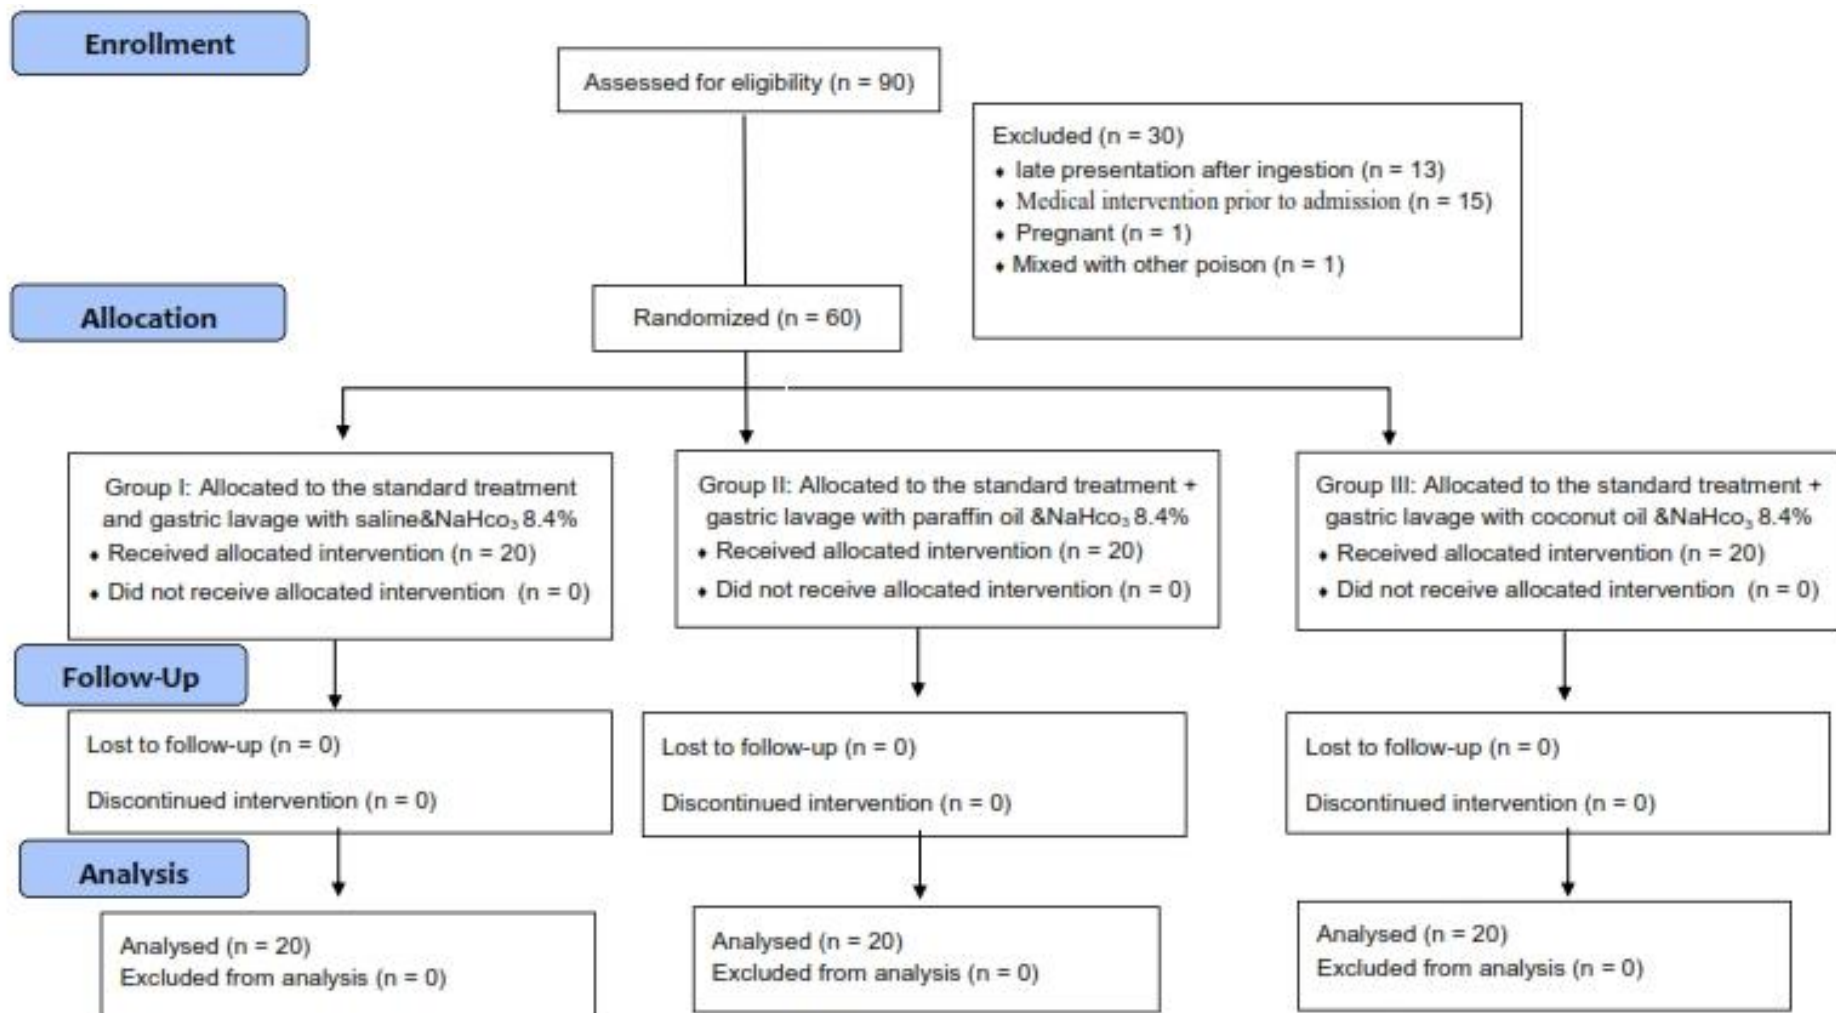 Enrollment
Assessed for eligibility (n = 90)
Excluded (n = 30)
♦ late presentation after ingestion (n = 13)
♦ Medical intervention prior to admission (n = 15)
♦ Pregnant (n = 1)
♦ Mixed with other poison (n = 1)
Allocation
Randomized (n = 60)
Group I: Allocated to the standard treatment
and gastric lavage with saline&NaHco₃ 8.4%
♦ Received allocated intervention (n = 20)
♦ Did not receive allocated intervention (n = 0)
Group II: Allocated to the standard treatment +
gastric lavage with paraffin oil &NaHco₃ 8.4%
♦ Received allocated intervention (n = 20)
♦ Did not receive allocated intervention (n = 0)
Group III: Allocated to the standard treatment +
gastric lavage with coconut oil &NaHco₃ 8.4%
♦ Received allocated intervention (n = 20)
♦ Did not receive allocated intervention (n = 0)
Follow-Up
Lost to follow-up (n = 0)
Discontinued intervention (n = 0)
Lost to follow-up (n = 0)
Discontinued intervention (n = 0)
Lost to follow-up (n = 0)
Discontinued intervention (n = 0)
Analysis
Analysed (n = 20)
Excluded from analysis (n = 0)
Analysed (n = 20)
Excluded from analysis (n = 0)
Analysed (n = 20)
Excluded from analysis (n = 0)